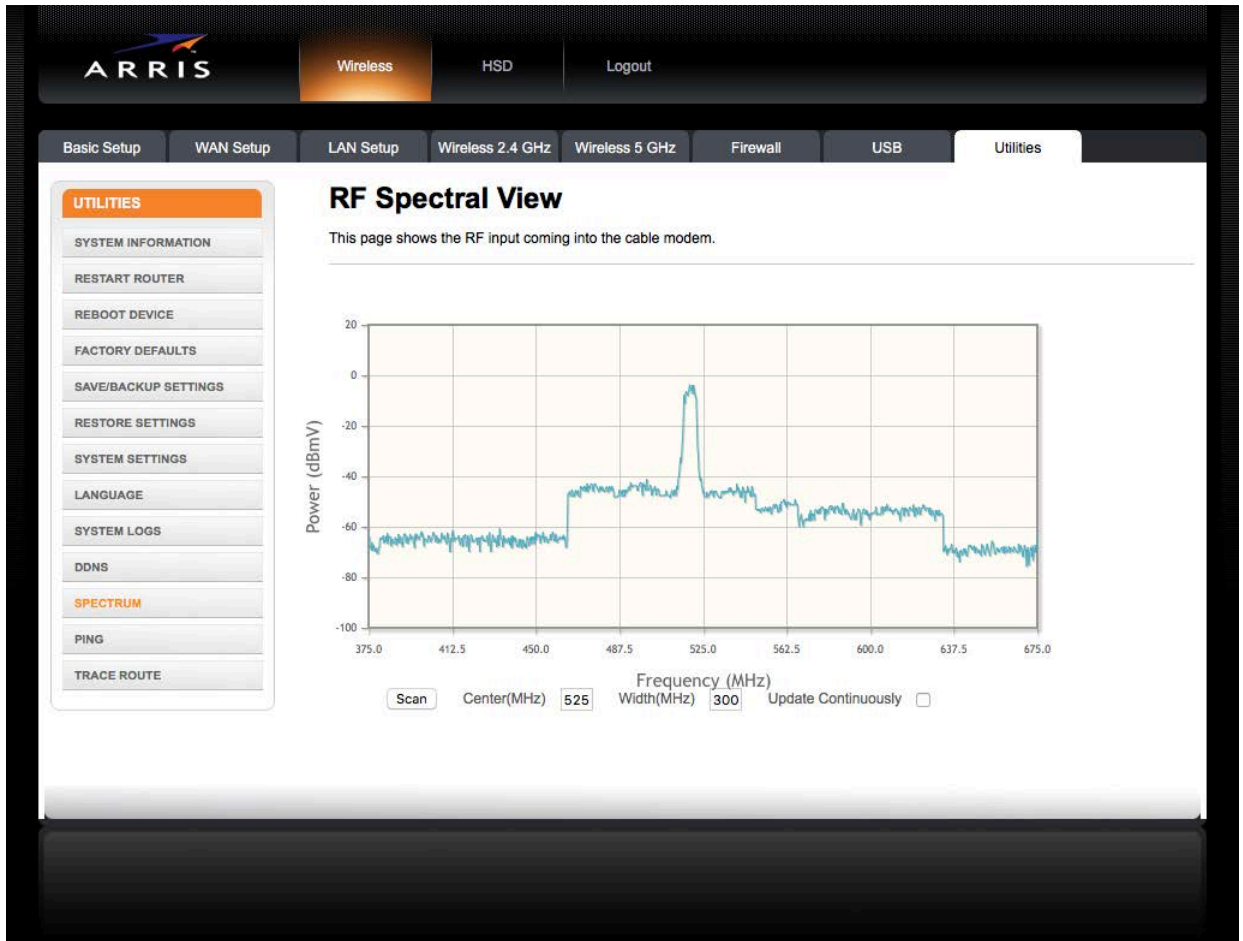 ARRIS
Wireless HSD Logout
Basic Setup WAN Setup LAN Setup Wireless 2.4 GHz Wireless 5 GHz Firewall USB Utilities
UTILITIES
SYSTEM INFORMATION
RESTART ROUTER
REBOOT DEVICE
FACTORY DEFAULTS
SAVE/BACKUP SETTINGS
RESTORE SETTINGS
SYSTEM SETTINGS
LANGUAGE
SYSTEM LOGS
DDNS
SPECTRUM
PING
TRACE ROUTE
RF Spectral View
This page shows the RF input coming into the cable modem.
Power (dBmV)
20
0
-20
-40
-60
-80
-100
375.0 412.5 450.0 487.5 525.0 562.5 600.0 637.5 675.0
Frequency (MHz)
Scan Center(MHz) 525 Width(MHz) 300 Update Continuously